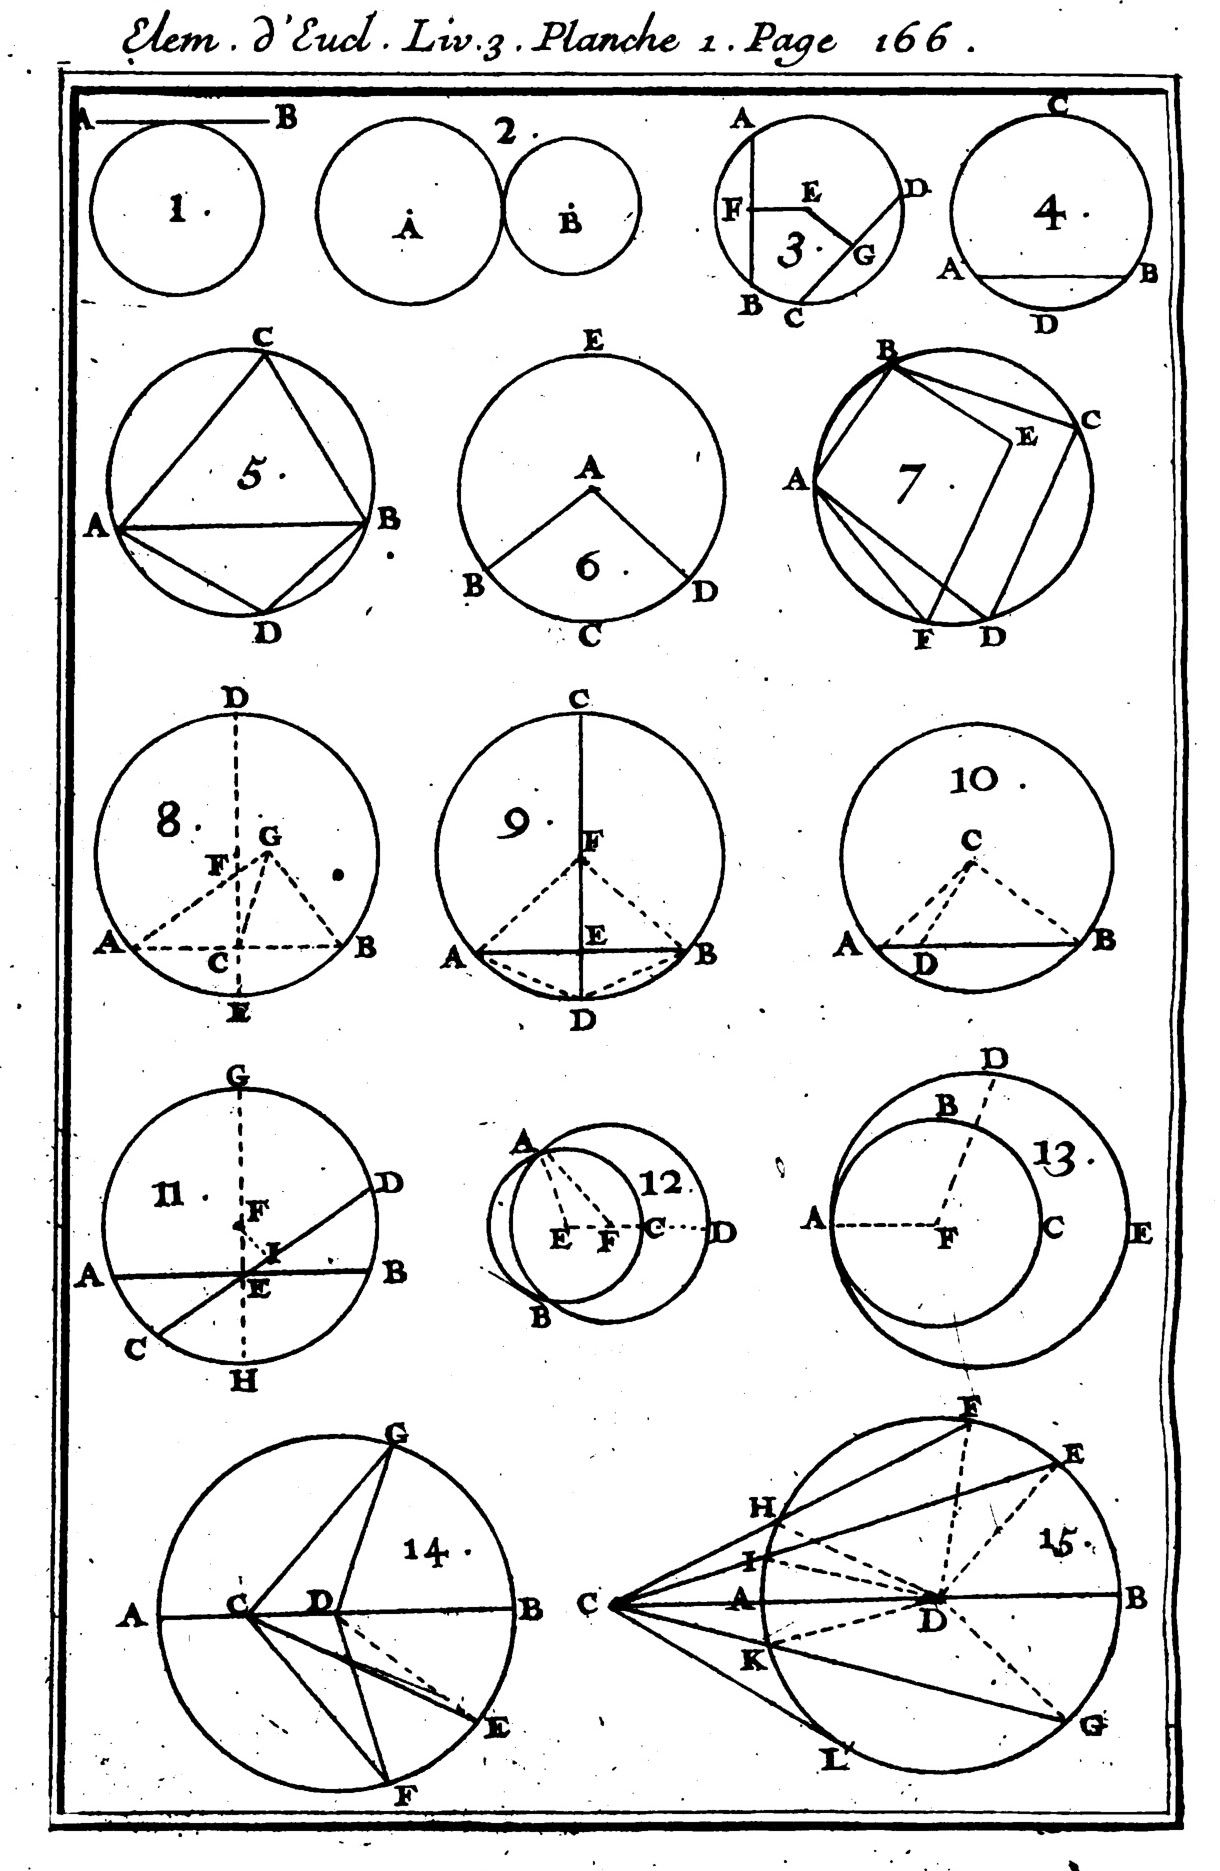 Elem. d'Eucl. Liv. 3. Planche 1. Page 166.
A B
1.
2.
A
B
A
E
D
F
3.
G
B
C
C
4.
A B
D
C
5.
A B
D
E
A
6.
B D
C
B
C
E
A
7.
F D
D
8.
G
F
A B
C
E
C
9.
F
E
A B
D
10.
C
A B
D
G
11.
D
F
I
A B
E
C
H
A
12.
E F C D
B
D
B
13.
A F C E
G
14.
A C D B
E
F
F
E
H
15.
I
C A D B
K
G
L